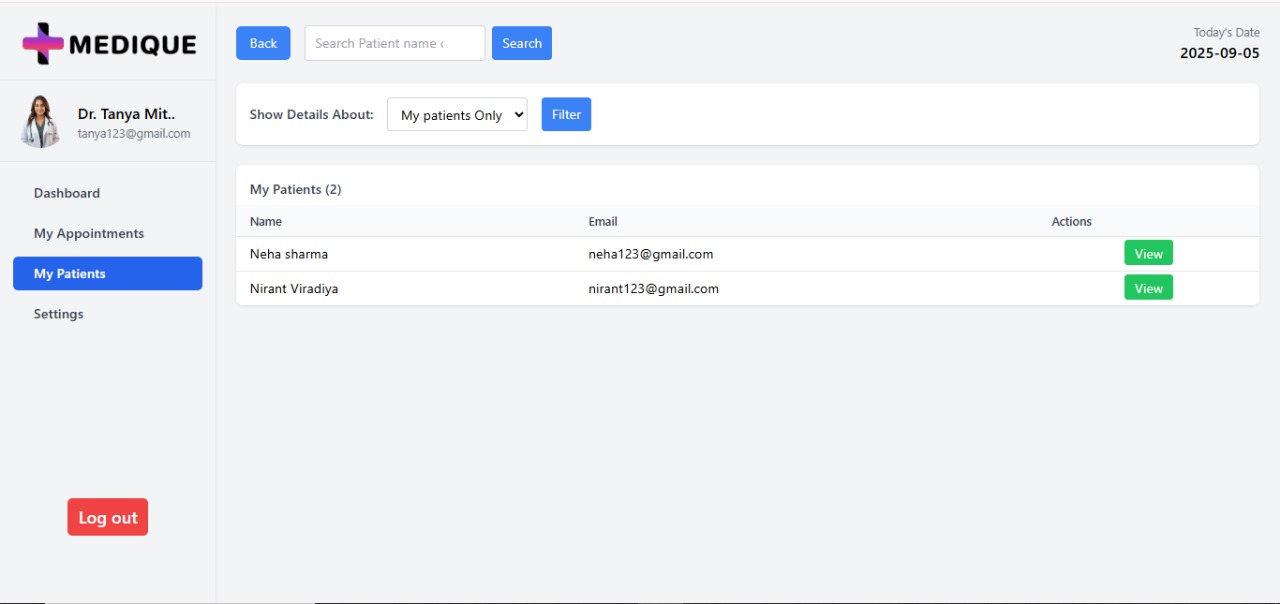 MEDIQUE
Dr. Tanya Mit..
tanya123@gmail.com
Dashboard
My Appointments
My Patients
Settings
Log out
Back
Search Patient name
Search
Today's Date
2025-09-05
Show Details About:
My patients Only
Filter
My Patients (2)
Name Email Actions
Neha sharma neha123@gmail.com View
Nirant Viradiya nirant123@gmail.com View